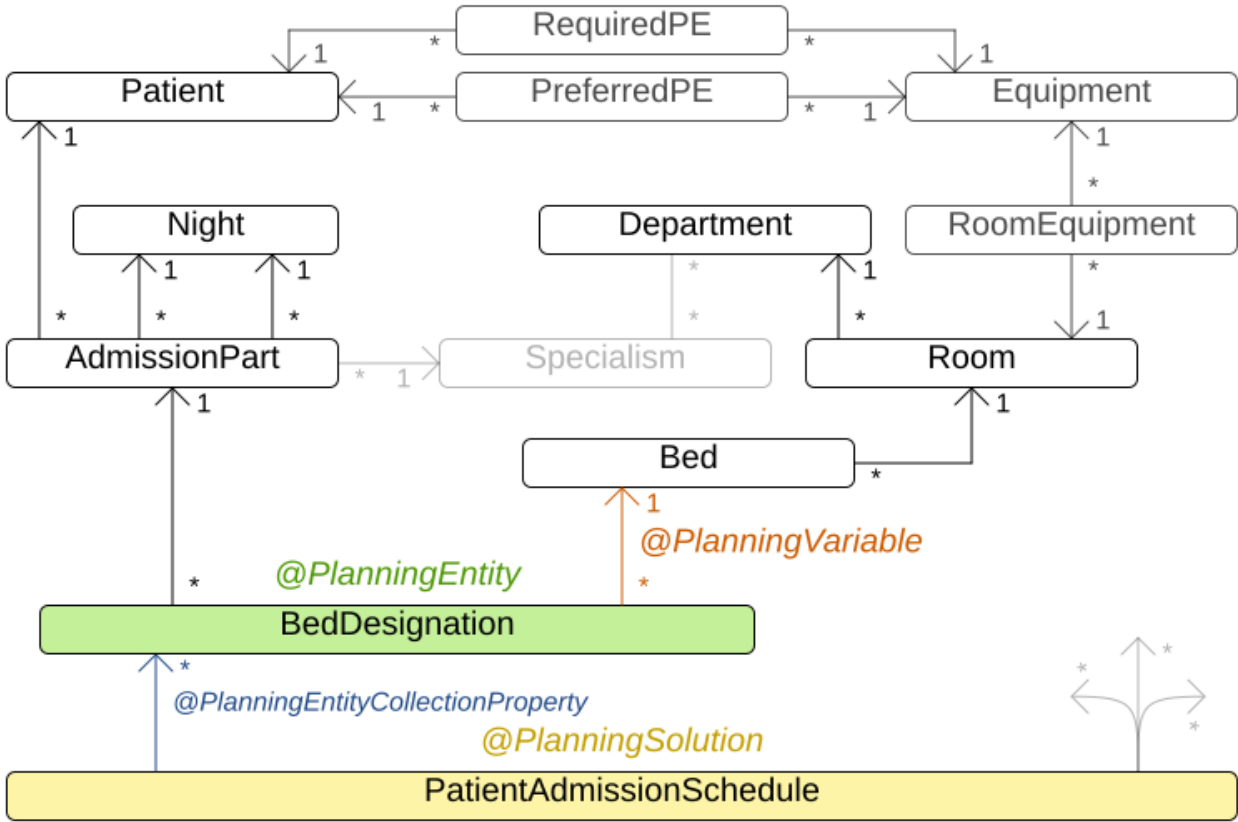 RequiredPE
* *
1 1
Patient PreferredPE Equipment
1 * * 1
1 1
*
Night Department RoomEquipment
1 1 * 1 *
* * * * * 1
AdmissionPart Specialism Room
* 1
1 1
Bed
*
1
@PlanningVariable
@PlanningEntity
* *
BedDesignation
* * *
@PlanningEntityCollectionProperty
*
@PlanningSolution
PatientAdmissionSchedule